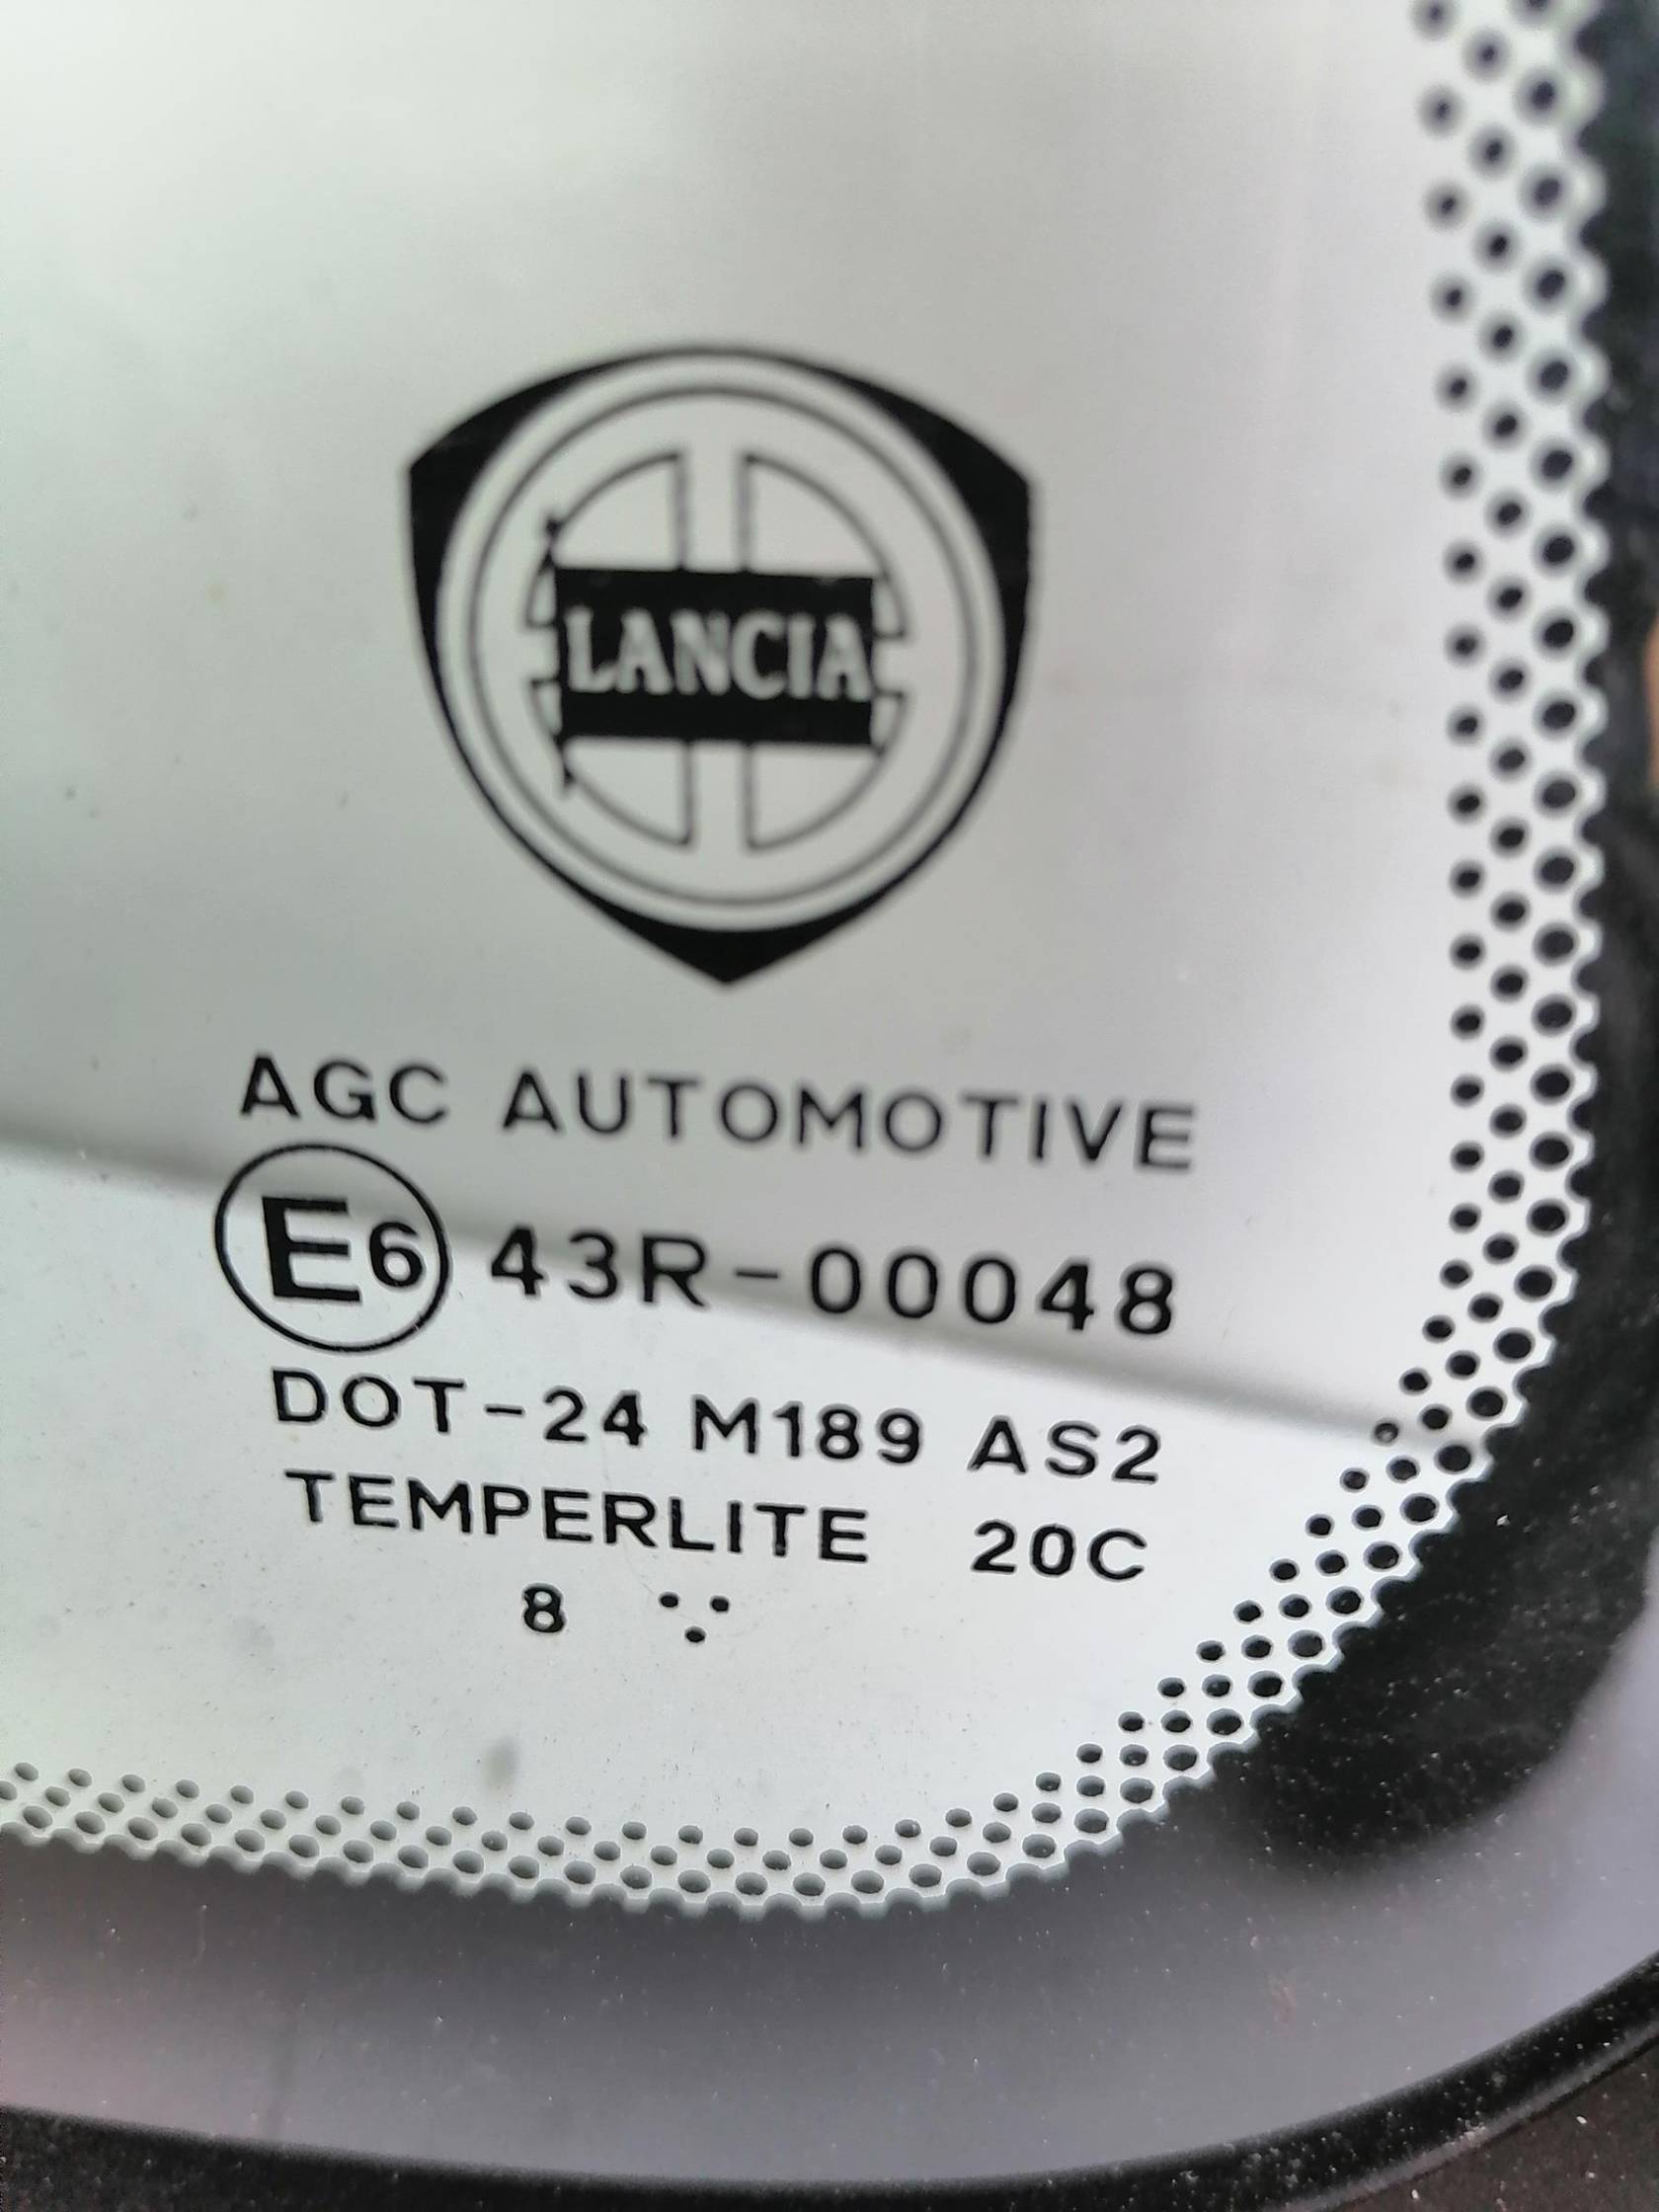 LANCIA
AGC AUTOMOTIVE
E6 43R-00048
DOT-24 M189 AS2
TEMPERLITE 20C
8